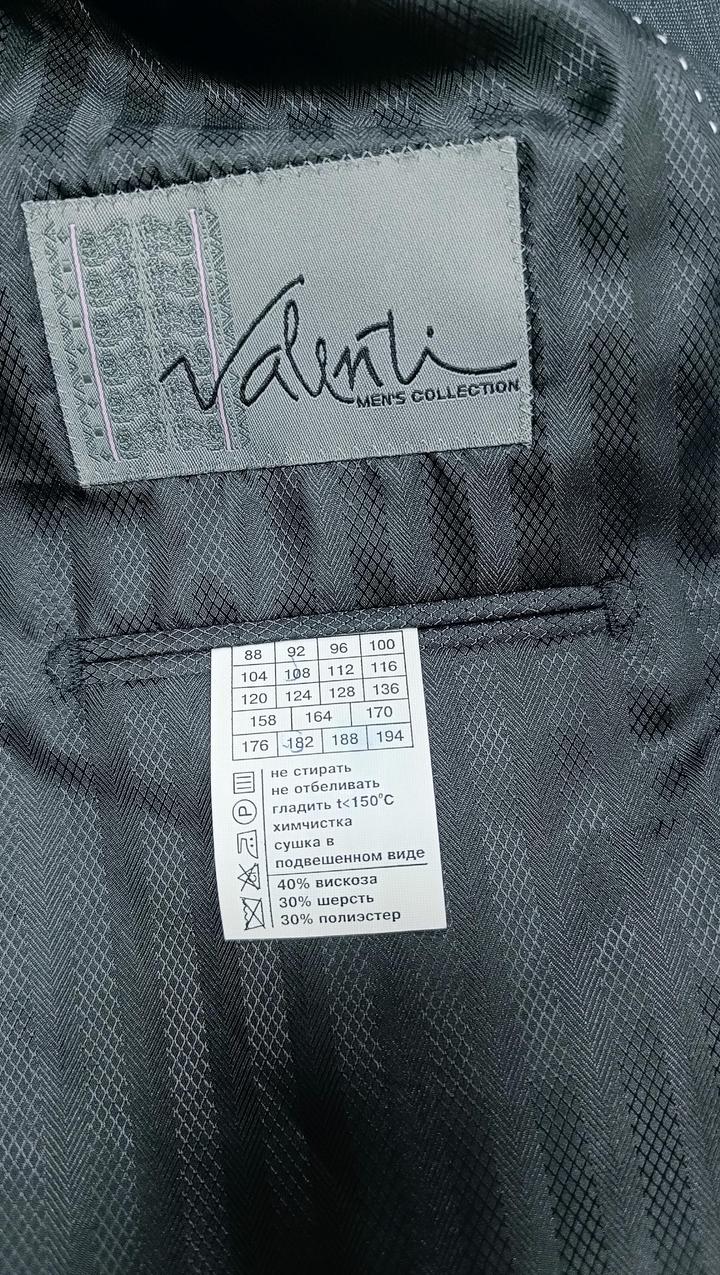 Valenti
MEN'S COLLECTION
88 92 96 100
104 108 112 116
120 124 128 136
158 164 170
176 182 188 194
не стирать
не отбеливать
P гладить t<150°C
химчистка
сушка в
подвешенном виде
40% вискоза
30% шерсть
30% полиэстер